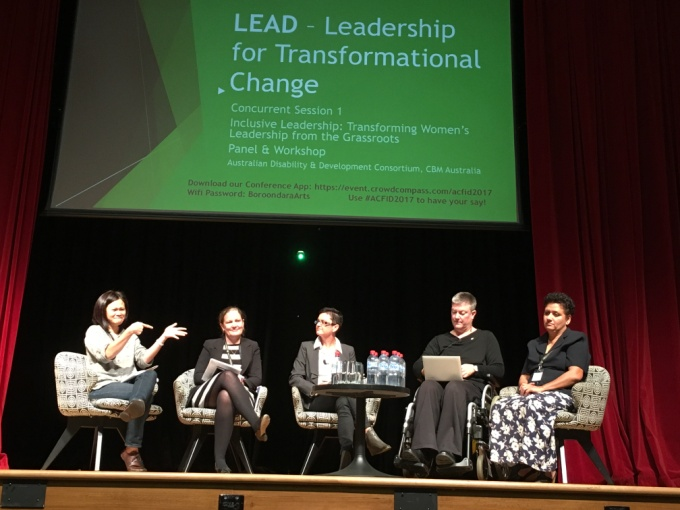 LEAD – Leadership
for Transformational
Change
Concurrent Session 1
Inclusive Leadership: Transforming Women's
Leadership from the Grassroots
Panel & Workshop
Australian Disability & Development Consortium, CBM Australia
Download our Conference App: https://event.crowdcompass.com/acfid2017
Wifi Password: BoroondaraArts Use #ACFID2017 to have your say!